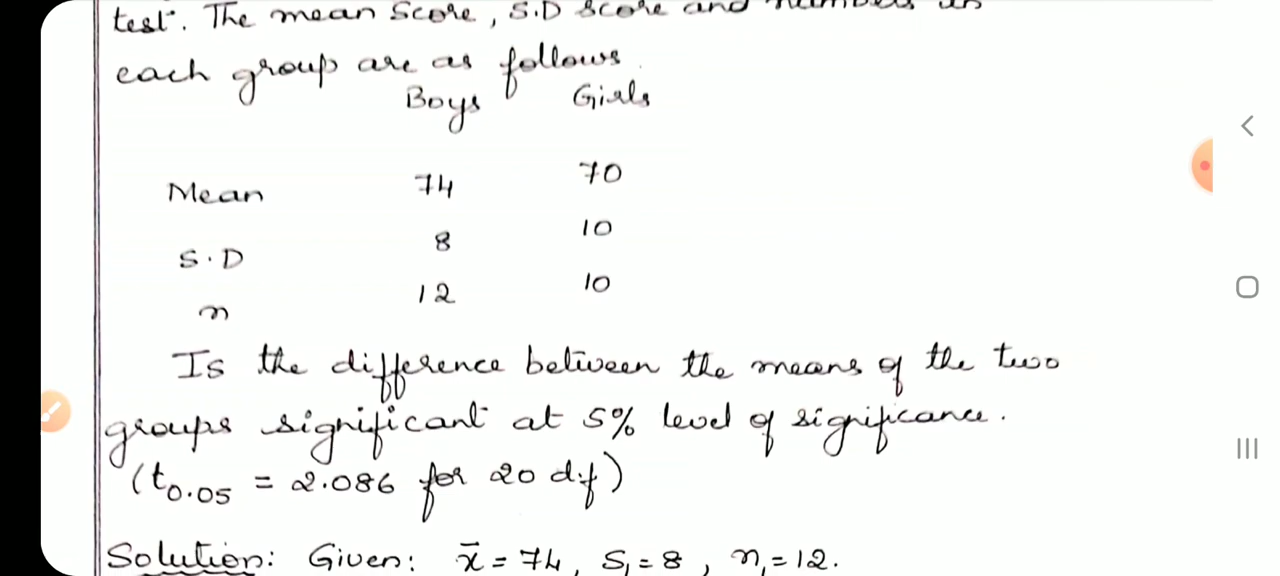 test. The mean Score, S.D Score and numbers in
each group are as follows.
Boys Girls
Mean 74 70
S.D 8 10
n 12 10
Is the difference between the means of the two
groups significant at 5% level of significance.
(t0.05 = 2.086 for 20 d.f)
Solution: Given: x̄ = 74, S1 = 8, n1 = 12.